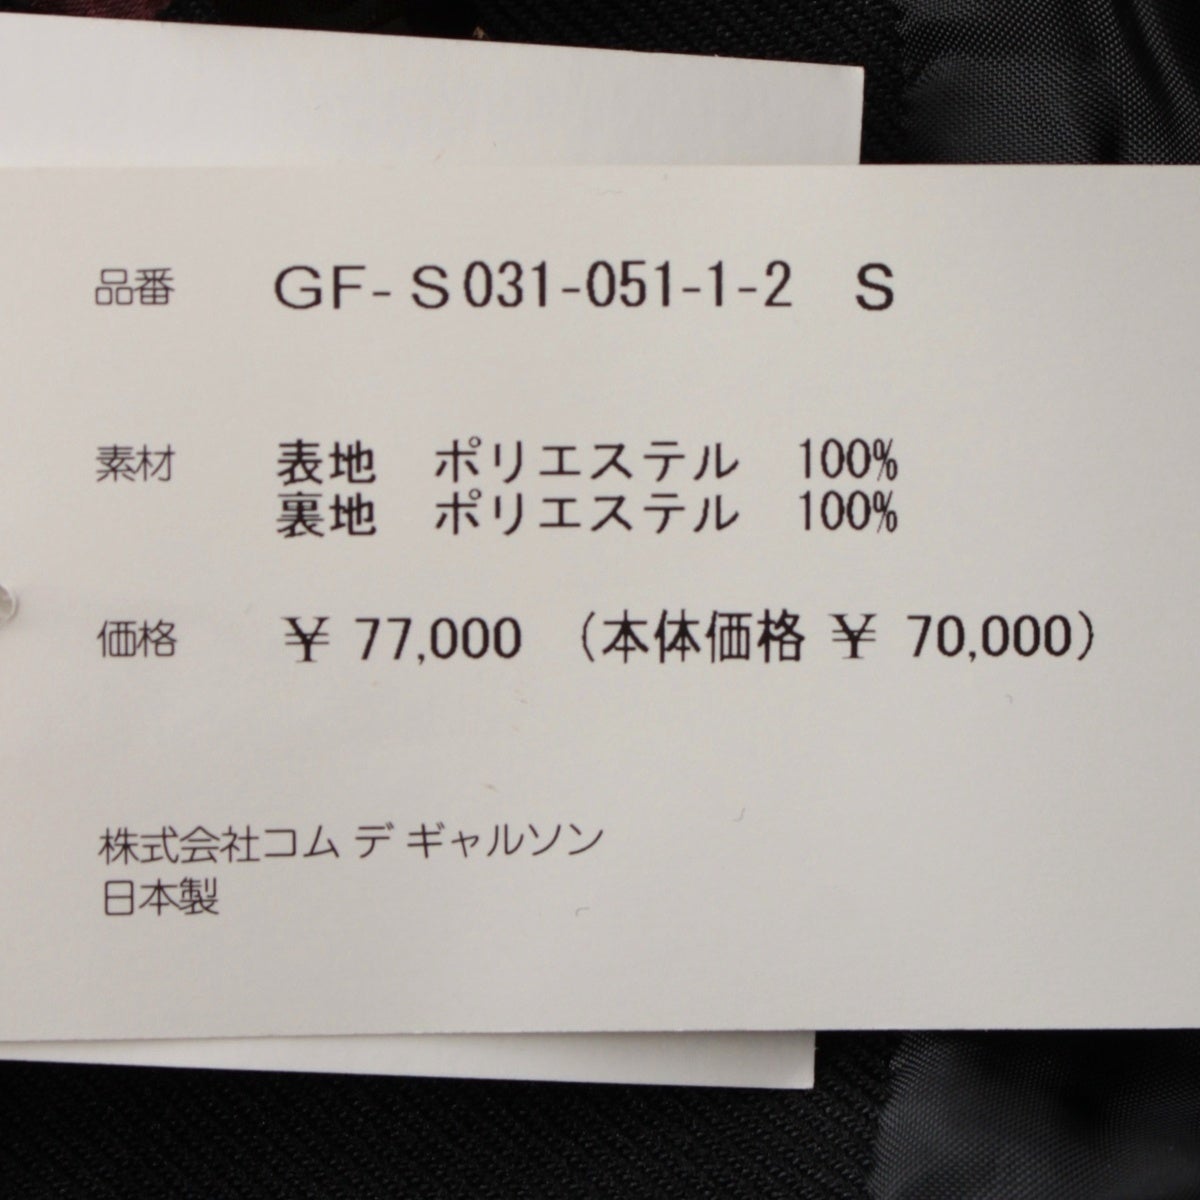 品番 GF-S031-051-1-2 S
素材 表地 ポリエステル 100%
裏地 ポリエステル 100%
価格 ¥ 77,000 (本体価格 ¥ 70,000)
株式会社コム デ ギャルソン
日本製